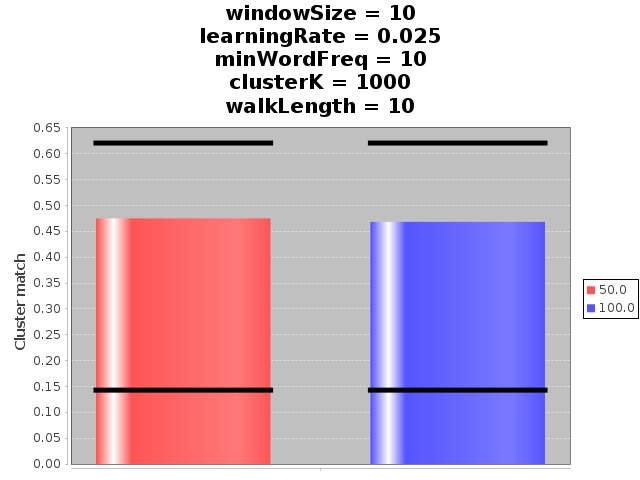 windowSize = 10
learningRate = 0.025
minWordFreq = 10
clusterK = 1000
walkLength = 10
0.65
0.60
0.55
0.50
0.45
0.40
0.35
0.30
0.25
0.20
0.15
0.10
0.05
0.00
Cluster match
50.0
100.0